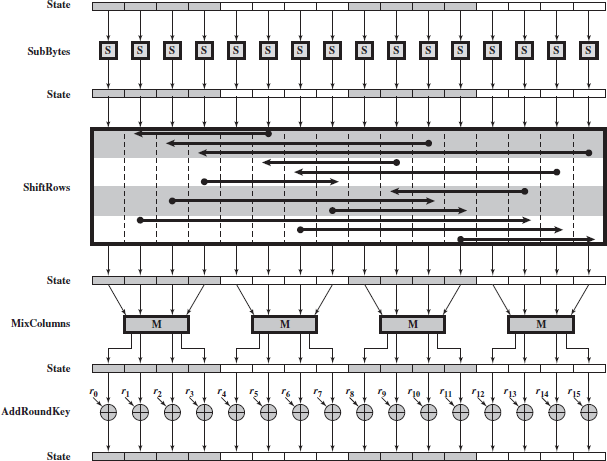 State
SubBytes S S S S S S S S S S S S S S S S
State
ShiftRows
State
MixColumns M M M M
State
r0 r1 r2 r3 r4 r5 r6 r7 r8 r9 r10 r11 r12 r13 r14 r15
AddRoundKey
State